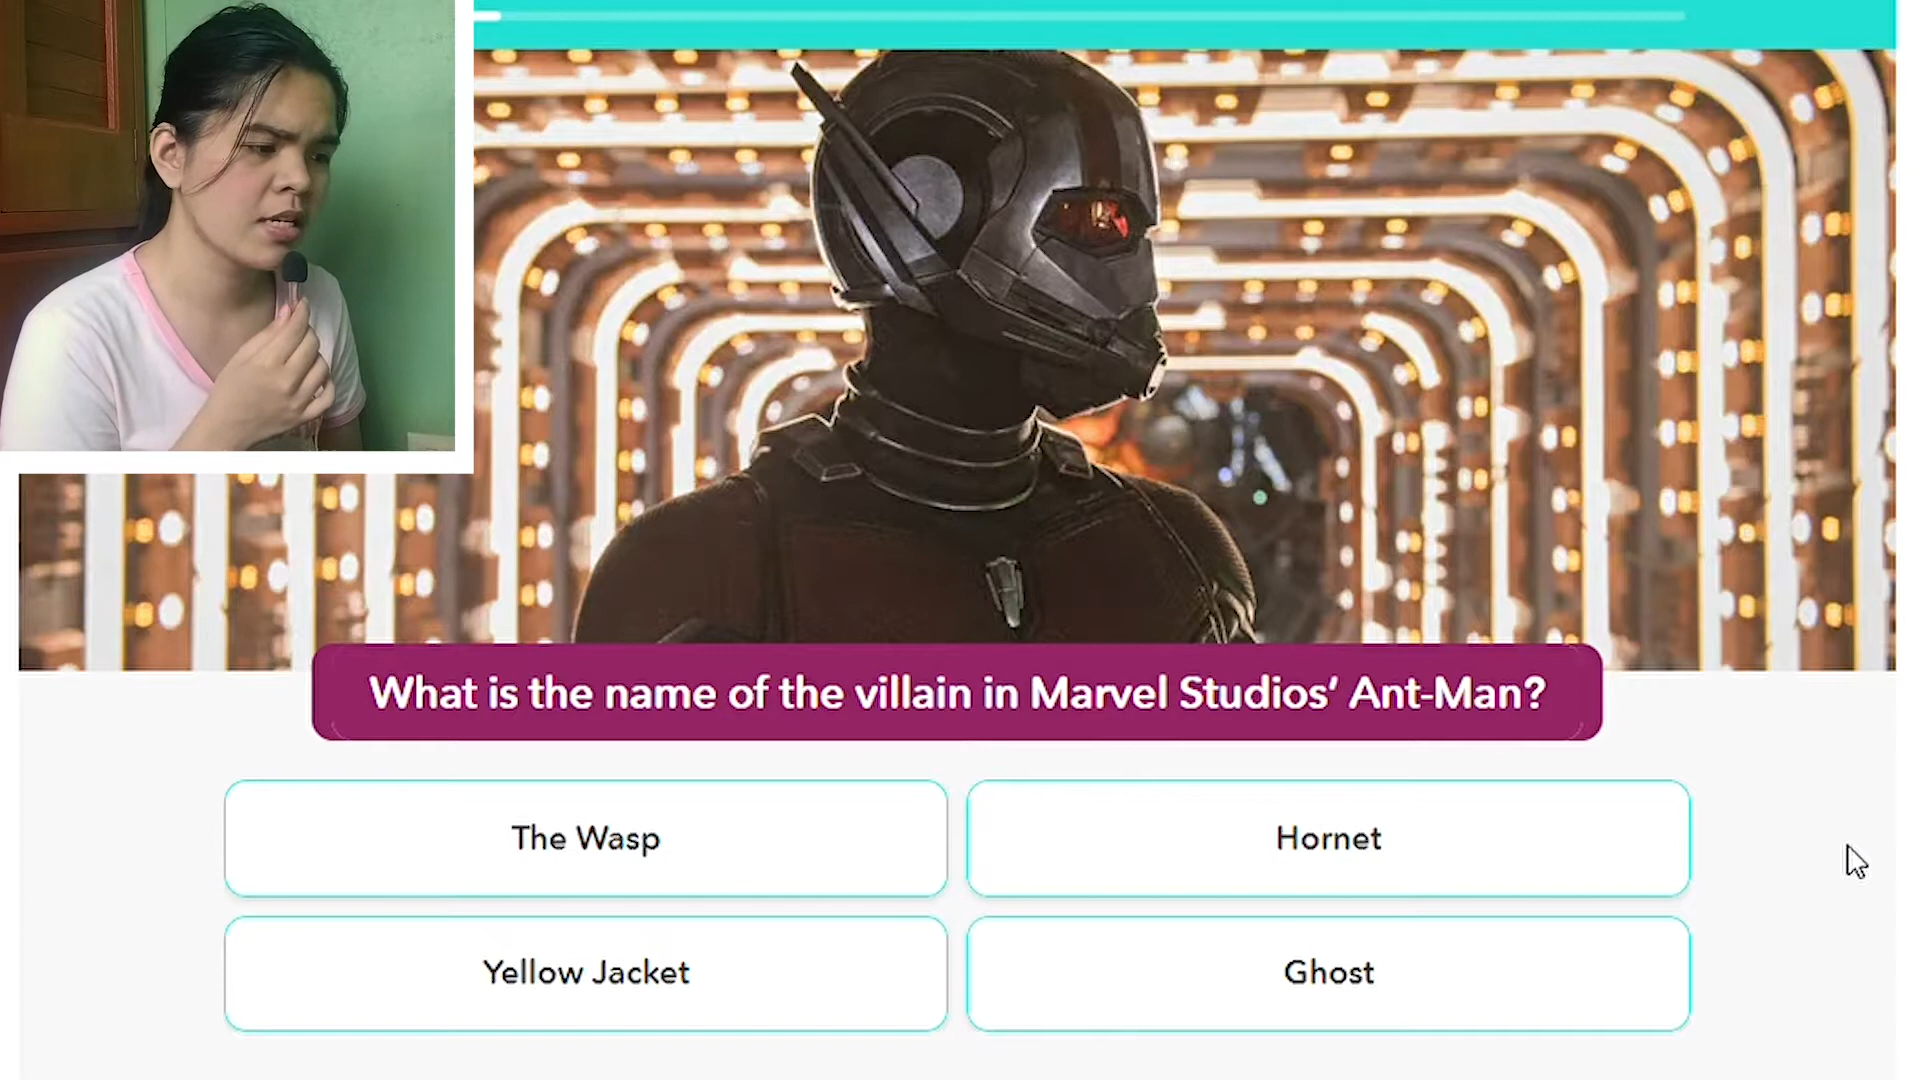 What is the name of the villain in Marvel Studios' Ant-Man?
The Wasp
Hornet
Yellow Jacket
Ghost